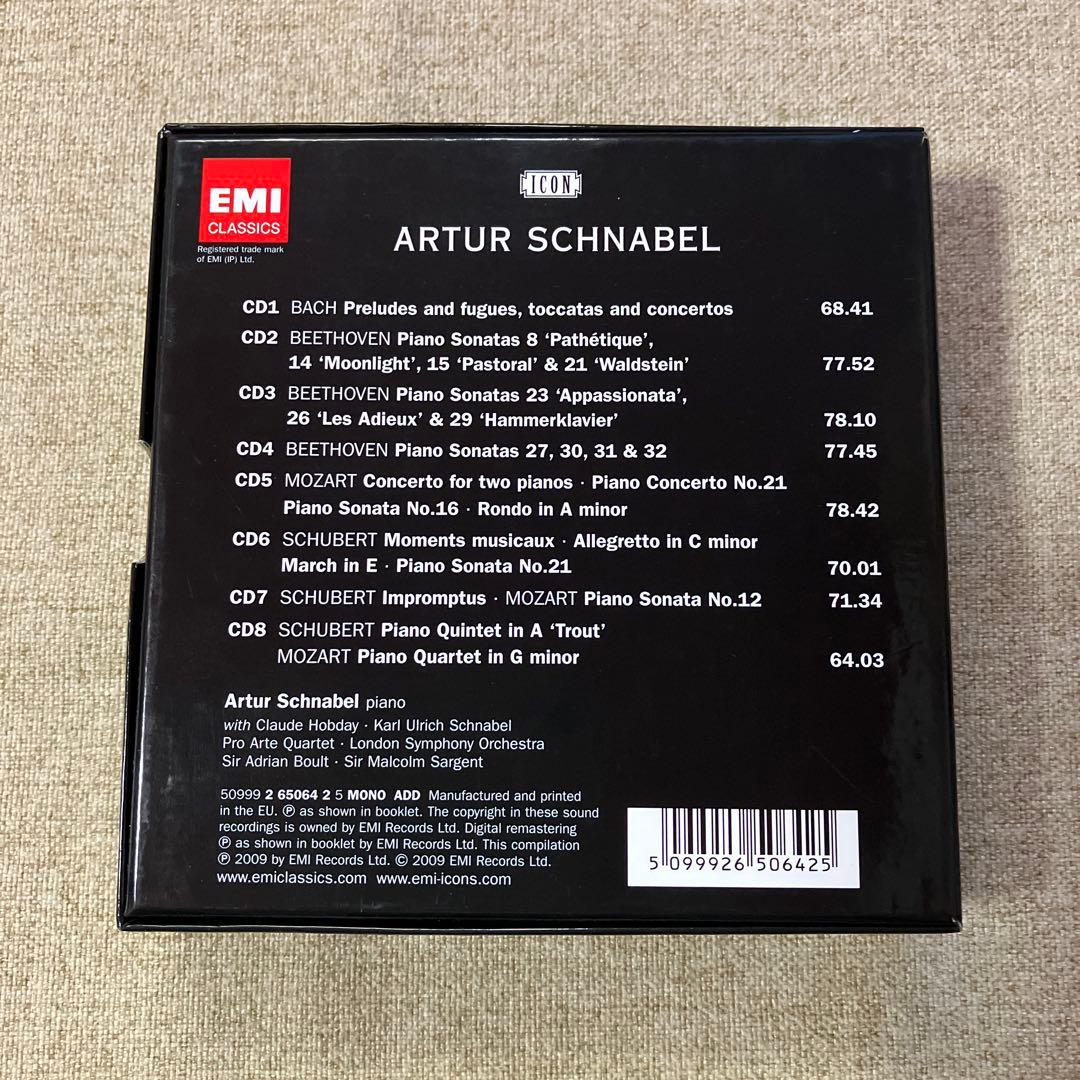 EMI
CLASSICS
Registered trade mark
of EMI (IP) Ltd.
ICON
ARTUR SCHNABEL
CD1 BACH Preludes and fugues, toccatas and concertos 68.41
CD2 BEETHOVEN Piano Sonatas 8 ‘Pathétique’,
14 ‘Moonlight’, 15 ‘Pastoral’ & 21 ‘Waldstein’ 77.52
CD3 BEETHOVEN Piano Sonatas 23 ‘Appassionata’,
26 ‘Les Adieux’ & 29 ‘Hammerklavier’ 78.10
CD4 BEETHOVEN Piano Sonatas 27, 30, 31 & 32 77.45
CD5 MOZART Concerto for two pianos · Piano Concerto No.21
Piano Sonata No.16 · Rondo in A minor 78.42
CD6 SCHUBERT Moments musicaux · Allegretto in C minor
March in E · Piano Sonata No.21 70.01
CD7 SCHUBERT Impromptus · MOZART Piano Sonata No.12 71.34
CD8 SCHUBERT Piano Quintet in A ‘Trout’
MOZART Piano Quartet in G minor 64.03
Artur Schnabel piano
with Claude Hobday · Karl Ulrich Schnabel
Pro Arte Quartet · London Symphony Orchestra
Sir Adrian Boult · Sir Malcolm Sargent
50999 2 65064 2 5 MONO ADD Manufactured and printed
in the EU. ℗ as shown in booklet. The copyright in these sound
recordings is owned by EMI Records Ltd. Digital remastering
℗ as shown in booklet by EMI Records Ltd. This compilation
℗ 2009 by EMI Records Ltd. © 2009 EMI Records Ltd.
www.emiclassics.com www.emi-icons.com
5 099926 506425